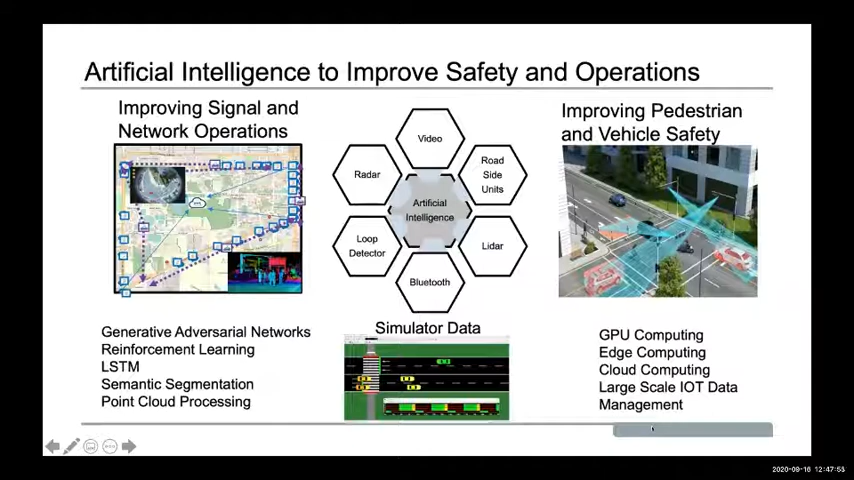 Artificial Intelligence to Improve Safety and Operations
Improving Signal and
Network Operations
Video
Radar
Road
Side
Units
Artificial
Intelligence
Loop
Detector
Lidar
Bluetooth
Improving Pedestrian
and Vehicle Safety
Generative Adversarial Networks
Reinforcement Learning
LSTM
Semantic Segmentation
Point Cloud Processing
Simulator Data
GPU Computing
Edge Computing
Cloud Computing
Large Scale IOT Data
Management
2020-09-16 12:47:53